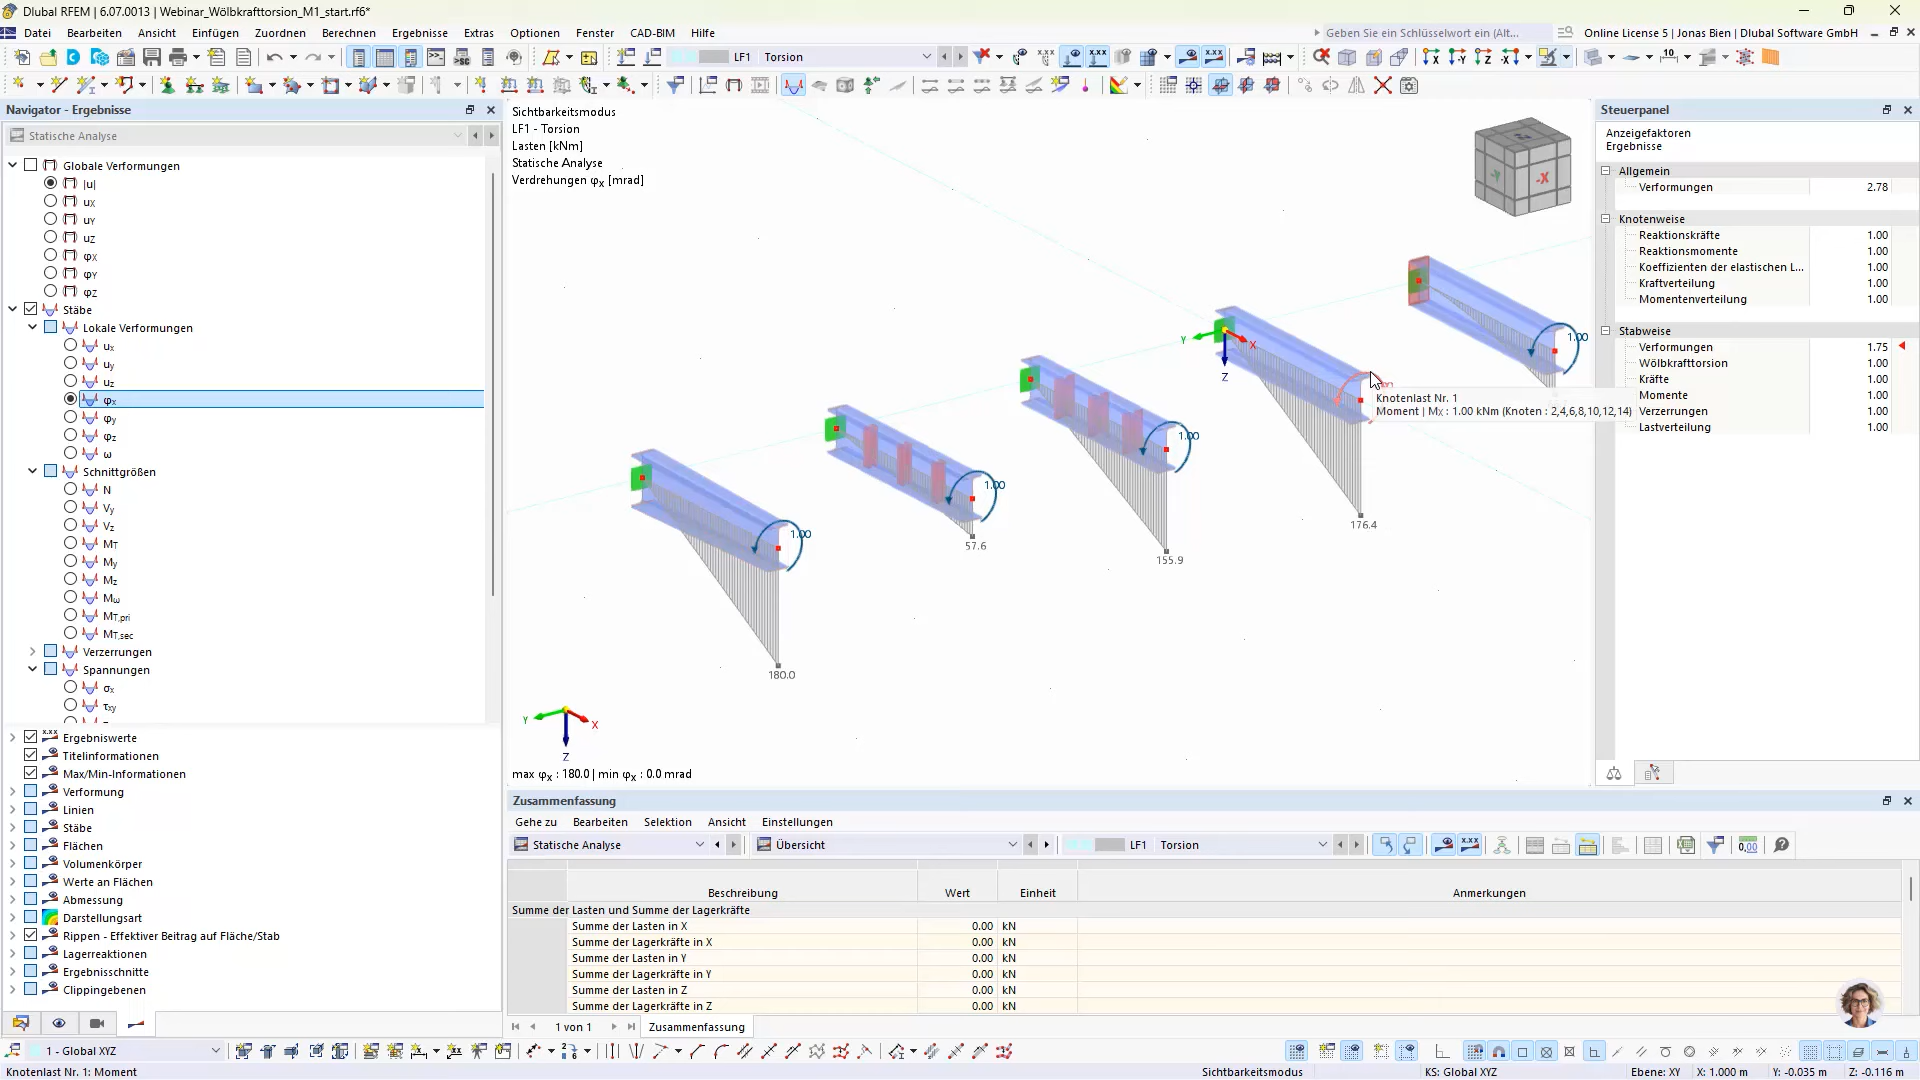 Dlubal RFEM | 6.07.0013 | Webinar_Wölbkrafttorsion_M1_start.rf6*
Datei Bearbeiten Ansicht Einfügen Zuordnen Berechnen Ergebnisse Extras Optionen Fenster CAD-BIM Hilfe
Geben Sie ein Schlüsselwort ein (Alt...
Online License 5 | Jonas Bien | Dlubal Software GmbH
LF1 Torsion
Navigator - Ergebnisse
Statische Analyse
Globale Verformungen
|u|
uX
uY
uZ
φX
φY
φZ
Stäbe
Lokale Verformungen
ux
uy
uz
φx
φy
φz
ω
Schnittgrößen
N
Vy
Vz
MT
My
Mz
Mω
MT,pri
MT,sec
Verzerrungen
Spannungen
σx
τxy
Ergebniswerte
Titelinformationen
Max/Min-Informationen
Verformung
Linien
Stäbe
Flächen
Volumenkörper
Werte an Flächen
Abmessung
Darstellungsart
Rippen - Effektiver Beitrag auf Fläche/Stab
Lagerreaktionen
Ergebnisschnitte
Clippingebenen
Sichtbarkeitsmodus
LF1 - Torsion
Lasten [kNm]
Statische Analyse
Verdrehungen φx [mrad]
-Y
-X
1.00
Y
X
Z
Knotenlast Nr. 1
Moment | Mx : 1.00 kNm (Knoten : 2,4,6,8,10,12,14)
1.00
1.00
1.00
176.4
57.6
155.9
180.0
Y
X
Z
max φx : 180.0 | min φx : 0.0 mrad
Steuerpanel
Anzeigefaktoren
Ergebnisse
Allgemein
Verformungen 2.78
Knotenweise
Reaktionskräfte 1.00
Reaktionsmomente 1.00
Koeffizienten der elastischen L... 1.00
Kraftverteilung 1.00
Momentenverteilung 1.00
Stabweise
Verformungen 1.75
Wölbkrafttorsion 1.00
Kräfte 1.00
Momente 1.00
Verzerrungen 1.00
Lastverteilung 1.00
Zusammenfassung
Gehe zu Bearbeiten Selektion Ansicht Einstellungen
Statische Analyse Übersicht LF1 Torsion
Beschreibung Wert Einheit Anmerkungen
Summe der Lasten und Summe der Lagerkräfte
Summe der Lasten in X 0.00 kN
Summe der Lagerkräfte in X 0.00 kN
Summe der Lasten in Y 0.00 kN
Summe der Lagerkräfte in Y 0.00 kN
Summe der Lasten in Z 0.00 kN
Summe der Lagerkräfte in Z 0.00 kN
1 von 1 Zusammenfassung
1 - Global XYZ
Knotenlast Nr. 1: Moment
Sichtbarkeitsmodus KS: Global XYZ Ebene: XY X: 1.000 m Y: -0.035 m Z: -0.116 m